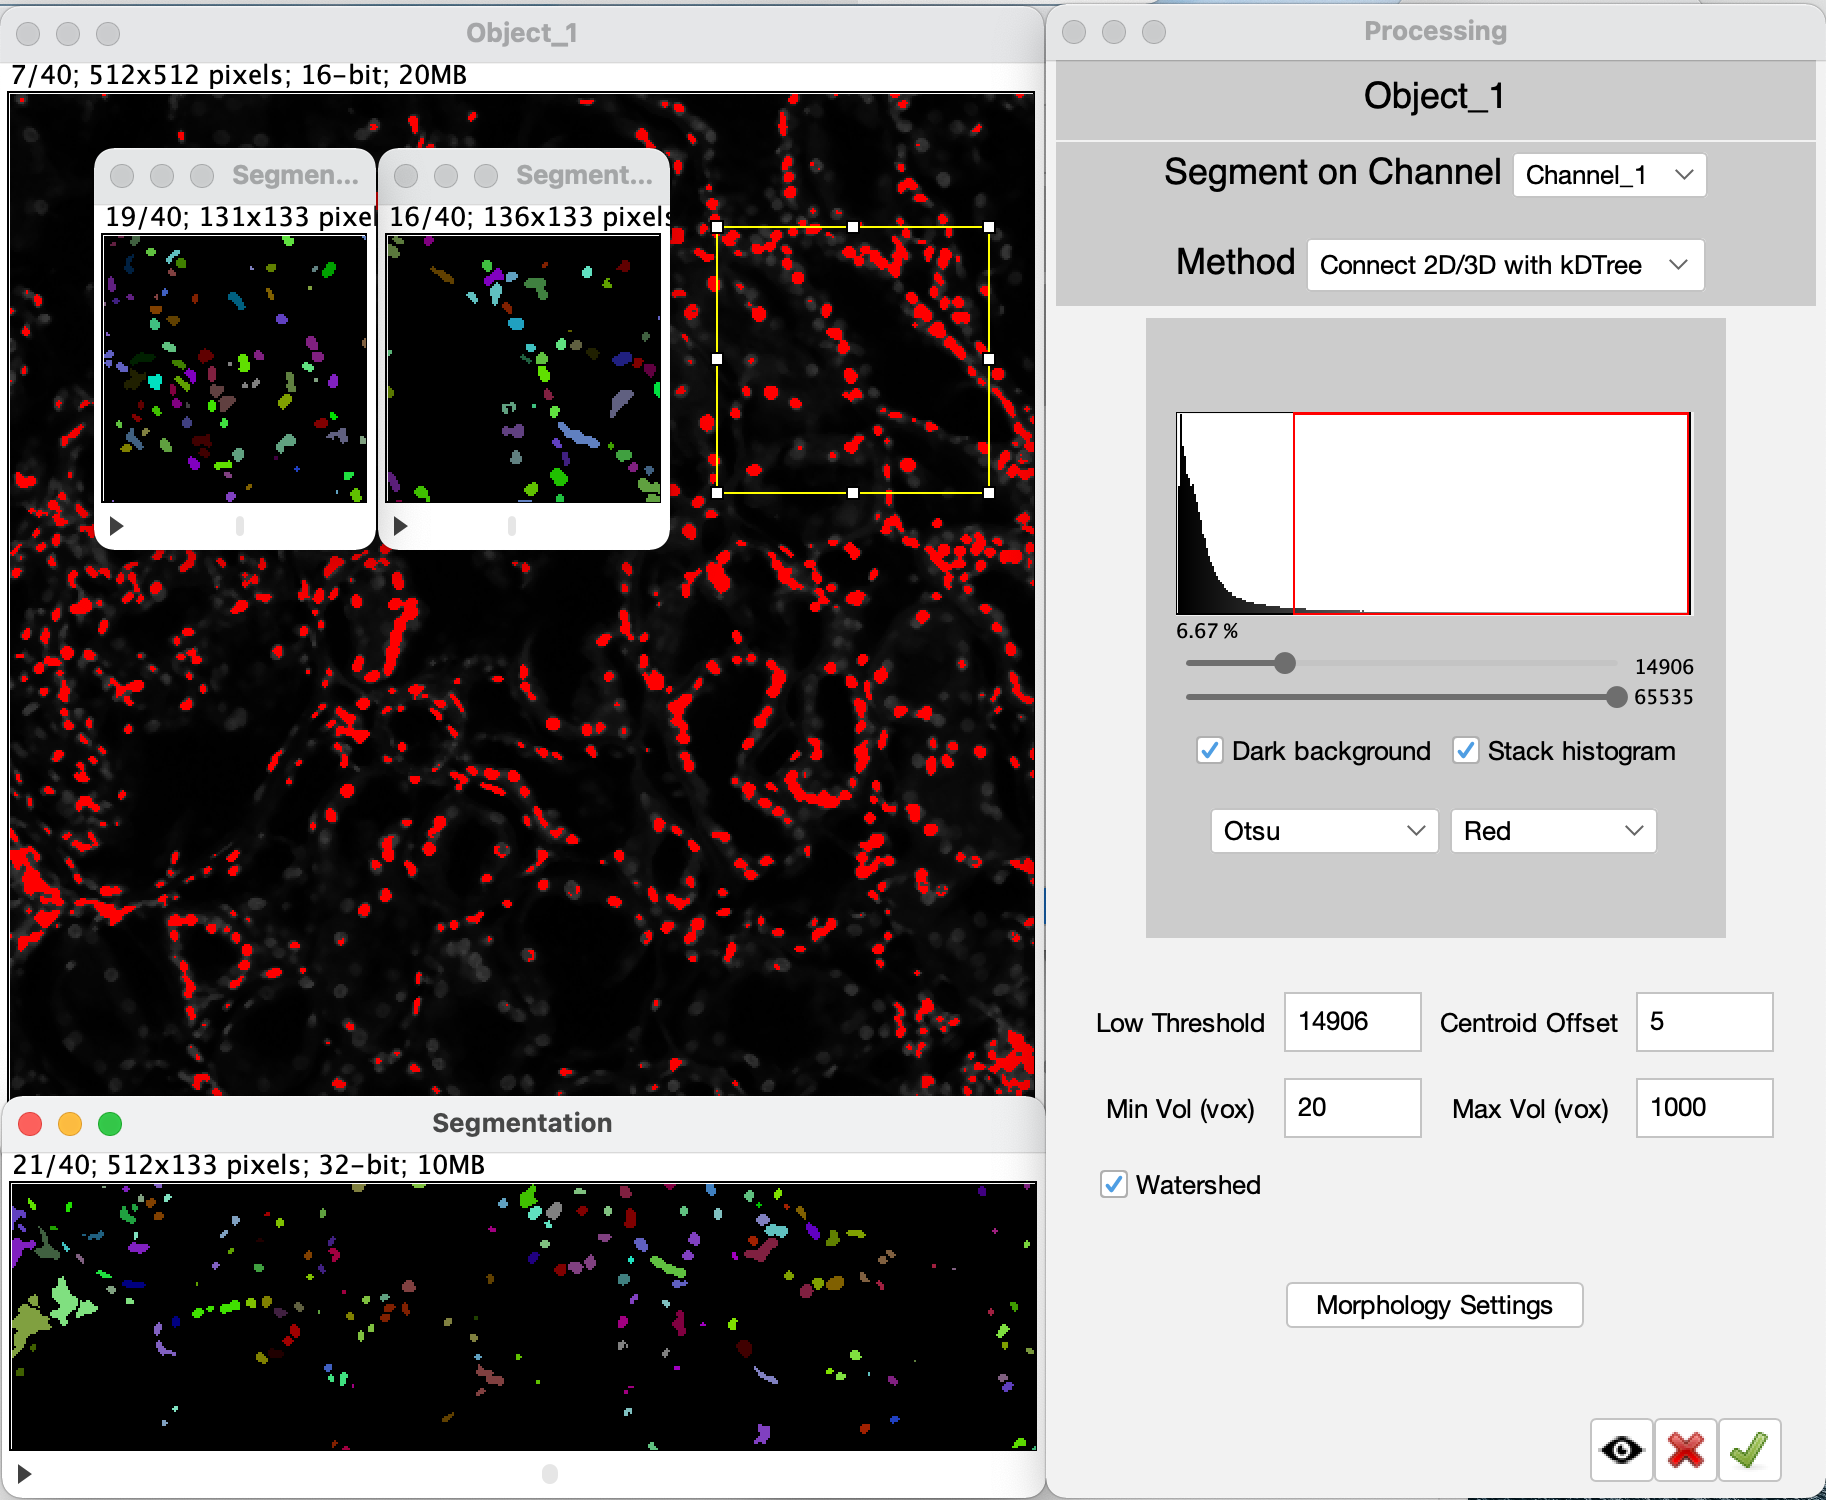 Object_1
7/40; 512x512 pixels; 16-bit; 20MB
Segmen...
19/40; 131x133 pixel
Segment...
16/40; 136x133 pixels
Segmentation
21/40; 512x133 pixels; 32-bit; 10MB
Processing
Object_1
Segment on Channel Channel_1
Method Connect 2D/3D with kDTree
6.67 %
14906
65535
Dark background Stack histogram
Otsu Red
Low Threshold 14906 Centroid Offset 5
Min Vol (vox) 20 Max Vol (vox) 1000
Watershed
Morphology Settings